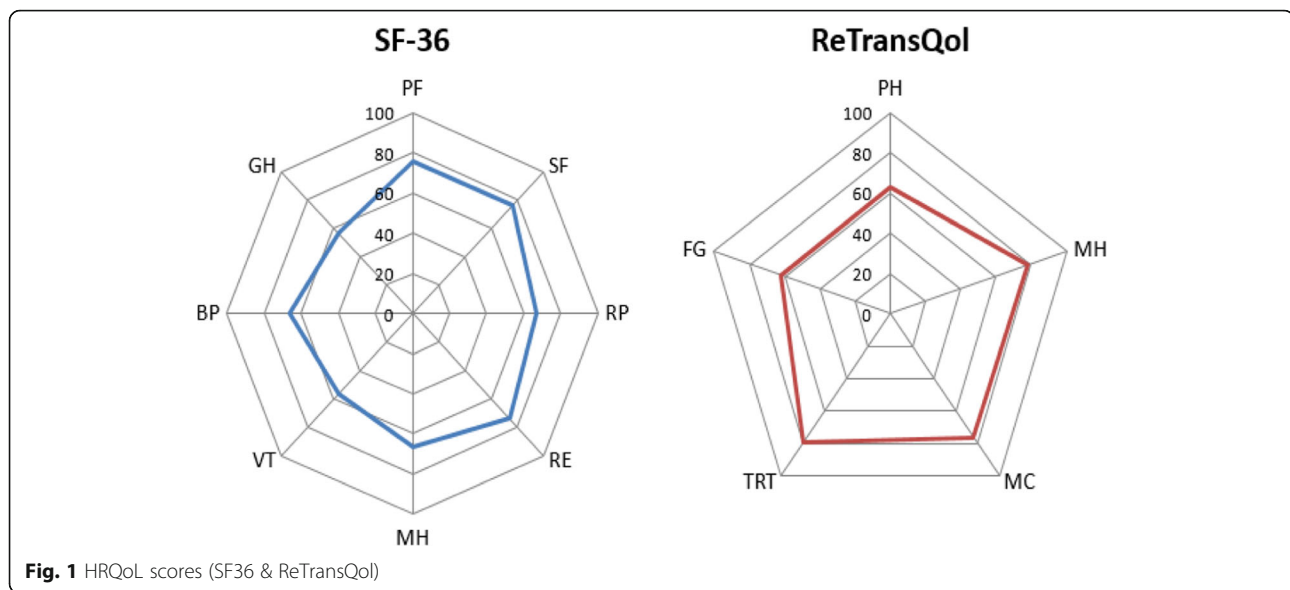 SF-36
PF
100
80
60
40
20
0
SF
RP
RE
MH
VT
BP
GH
ReTransQol
PH
100
80
60
40
20
0
MH
MC
TRT
FG
Fig. 1 HRQoL scores (SF36 & ReTransQol)